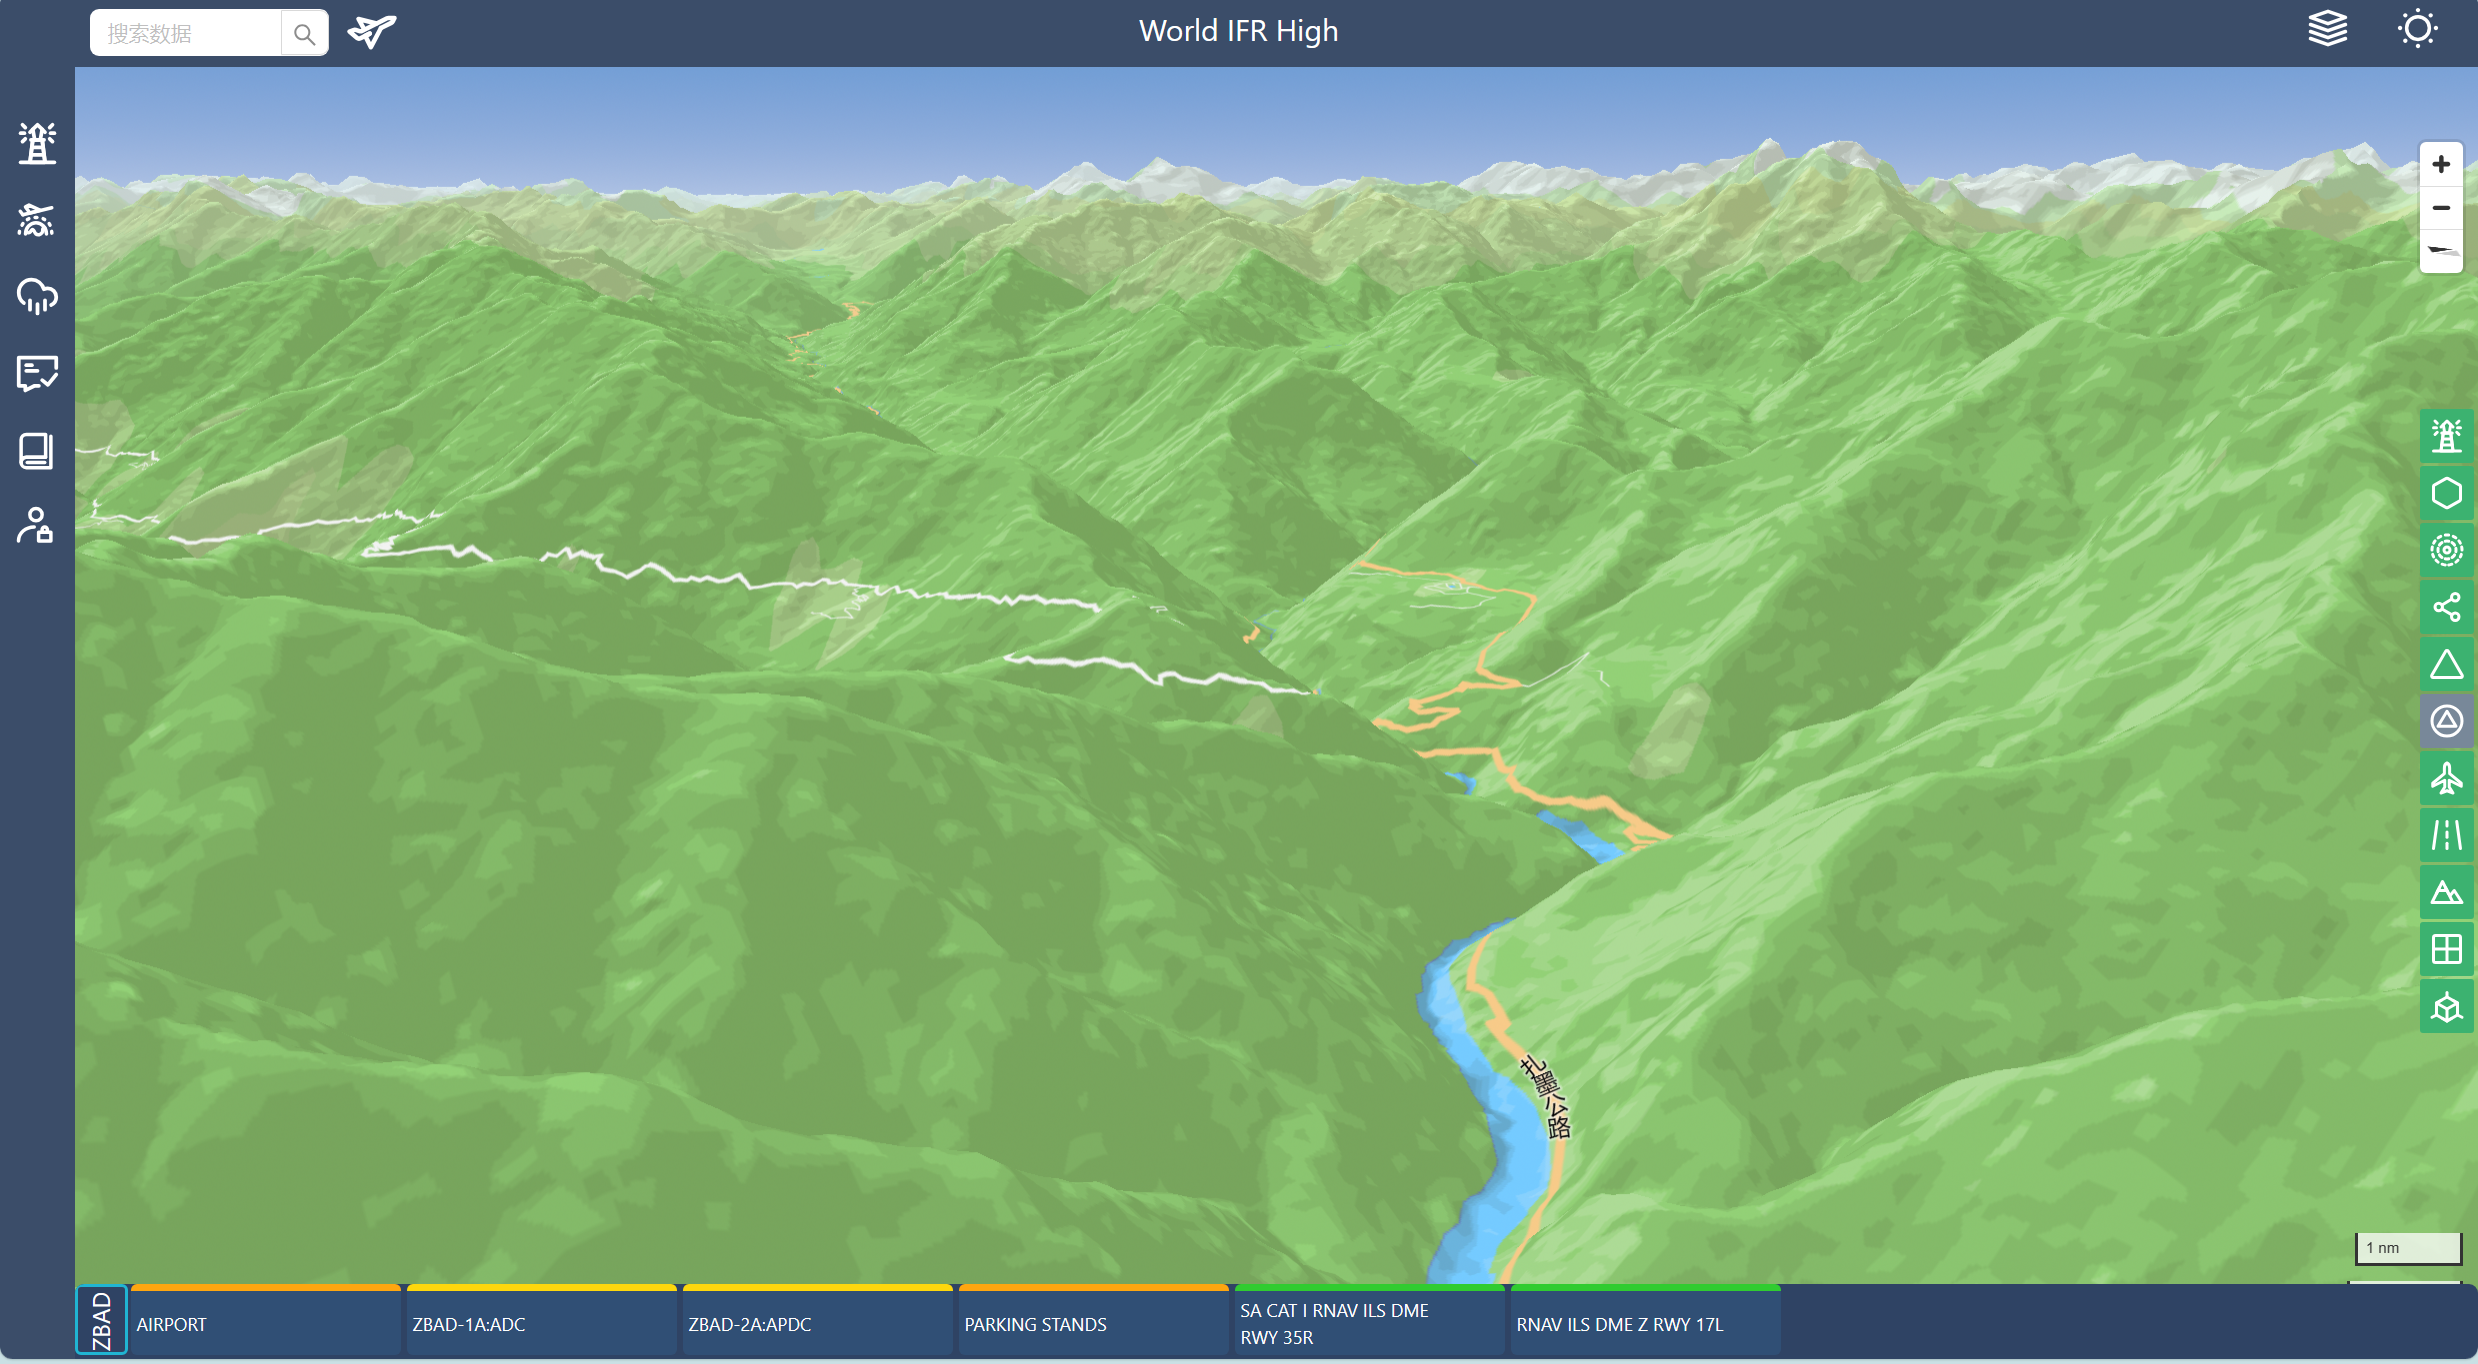 搜索数据
World IFR High
扎墨公路
1 nm
ZBAD
AIRPORT
ZBAD-1A:ADC
ZBAD-2A:APDC
PARKING STANDS
SA CAT I RNAV ILS DME
RWY 35R
RNAV ILS DME Z RWY 17L